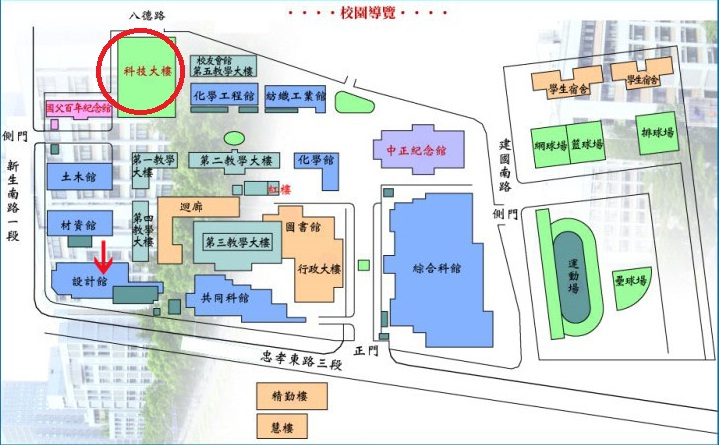 ････校園導覽････
八德路
科技大樓
校友會館
第五教學大樓
化學工程館
紡織工業館
國父百年紀念館
側門
新生南路一段
土木館
第一教學
大樓
第二教學大樓
化學館
紅樓
中正紀念館
建國南路
學生宿舍
學生宿舍
網球場
籃球場
排球場
側門
材資館
第四
教學
大樓
迴廊
圖書館
第三教學大樓
行政大樓
綜合科館
運動場
壘球場
設計館
共同科館
正門
忠孝東路三段
精勤樓
慧樓